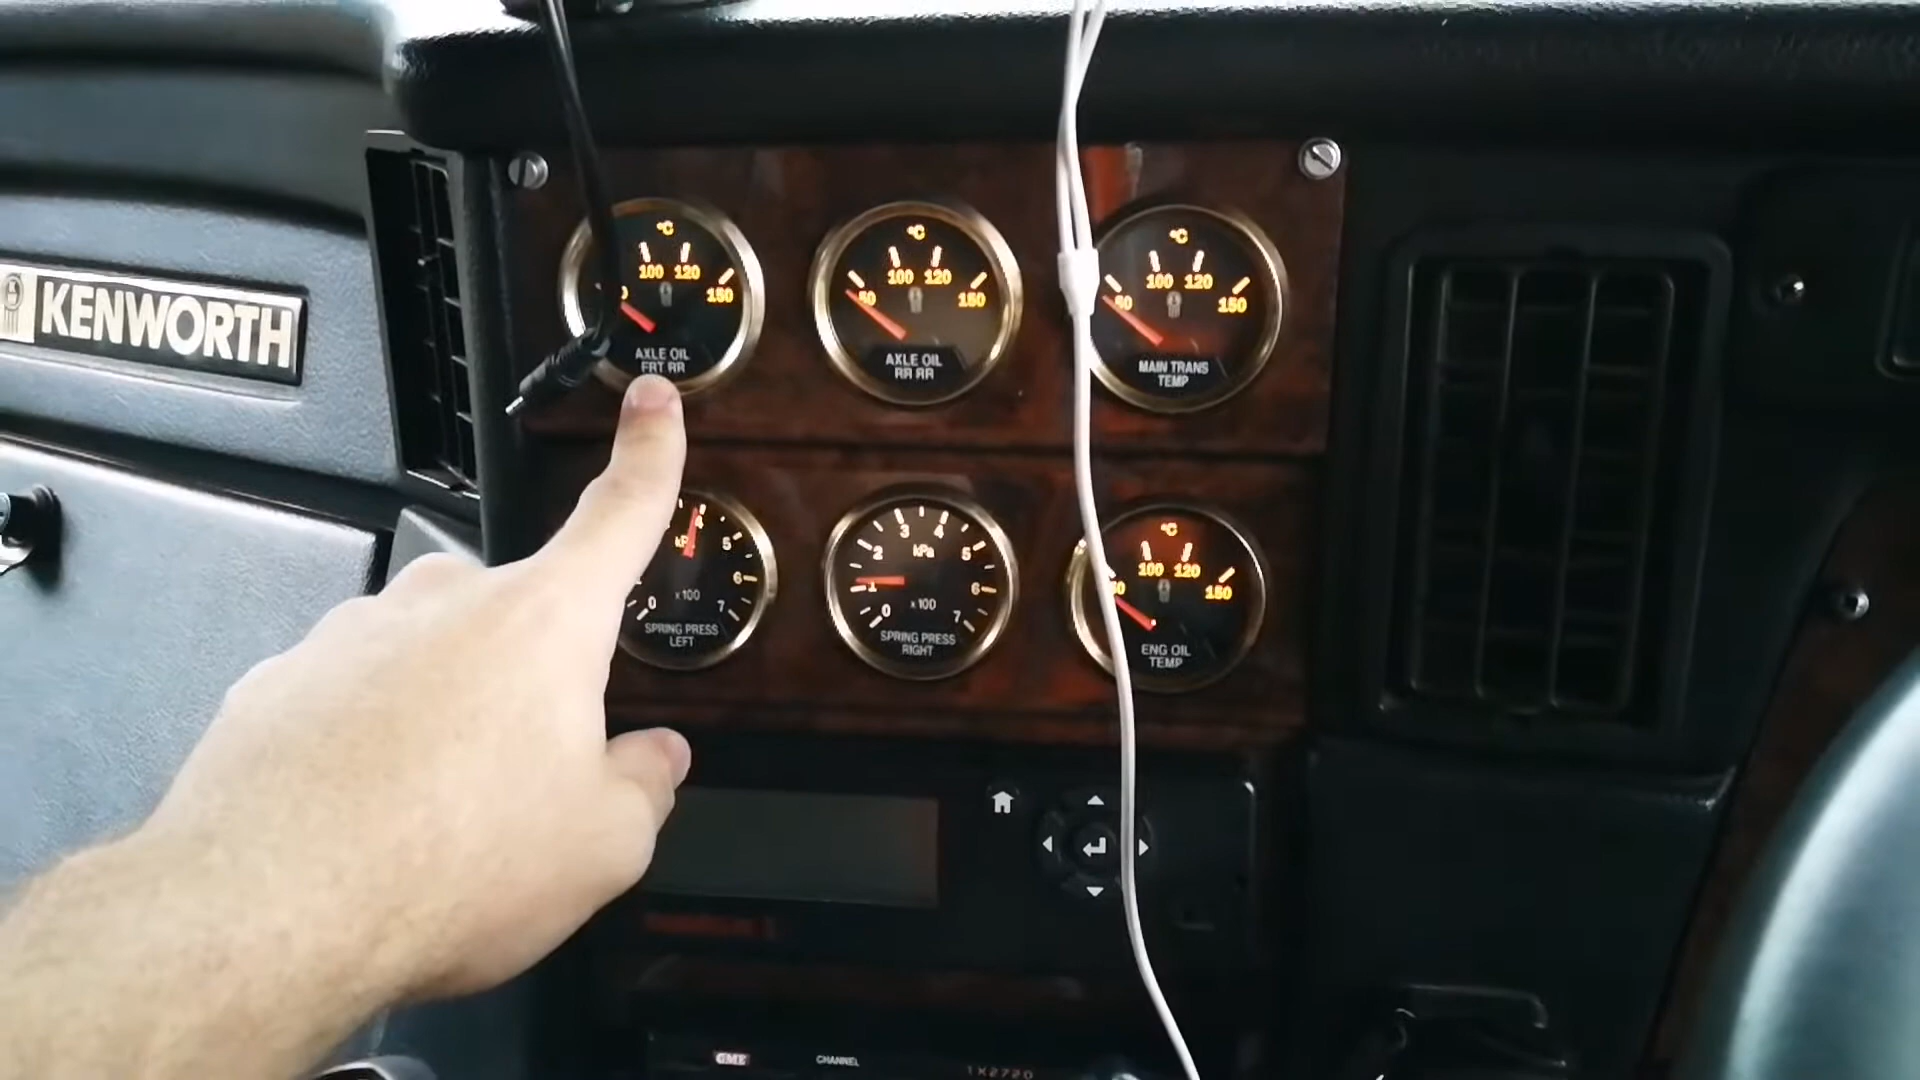 KENWORTH
°C
100 120
150
AXLE OIL
FRT RR
°C
50 100 120 150
AXLE OIL
RR RR
°C
50 100 120 150
MAIN TRANS
TEMP
4
5
6
x100
0 7
SPRING PRESS
LEFT
3 4
2 kPa 5
1 6
x100
0 7
SPRING PRESS
RIGHT
°C
100 120
150
ENG OIL
TEMP
GME CHANNEL TX2720